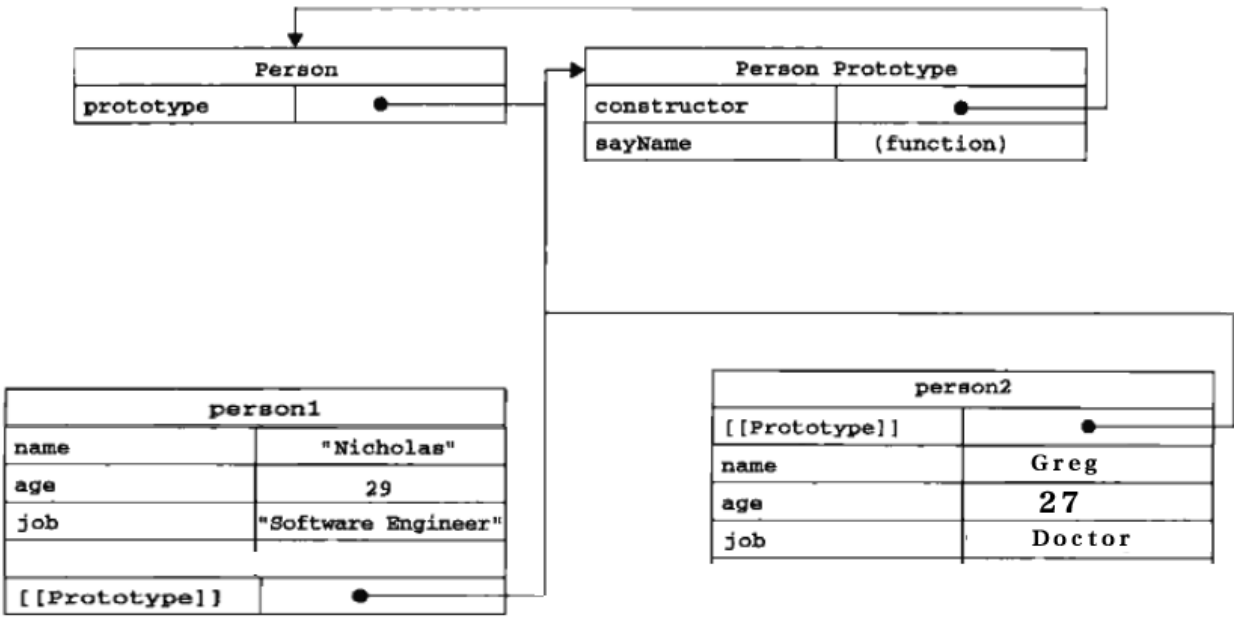 Person
prototype
Person Prototype
constructor
sayName (function)
person1
name "Nicholas"
age 29
job "Software Engineer"
[[Prototype]]
person2
[[Prototype]]
name Greg
age 27
job Doctor